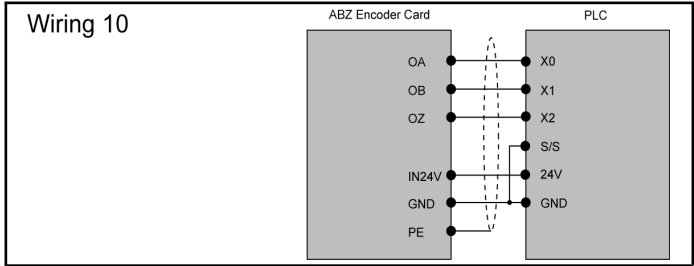 Wiring 10
ABZ Encoder Card
PLC
OA
X0
OB
X1
OZ
X2
S/S
IN24V
24V
GND
GND
PE